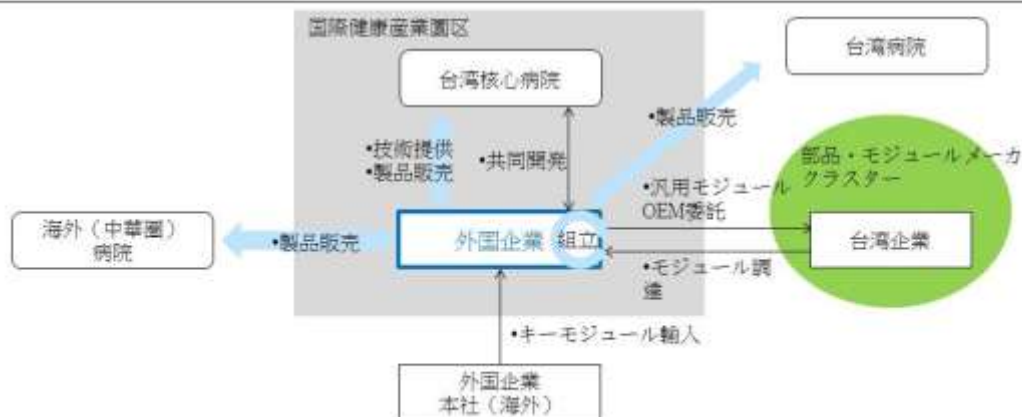 国際健康産業園区
台湾病院
台湾核心病院
•製品販売
•技術提供
•製品販売
•共同開発
部品・モジュールメーカ
クラスター
•汎用モジュール
OEM委託
海外（中華圏）
病院
•製品販売
外国企業
組立
台湾企業
•モジュール調
達
•キーモジュール輸入
外国企業
本社（海外）